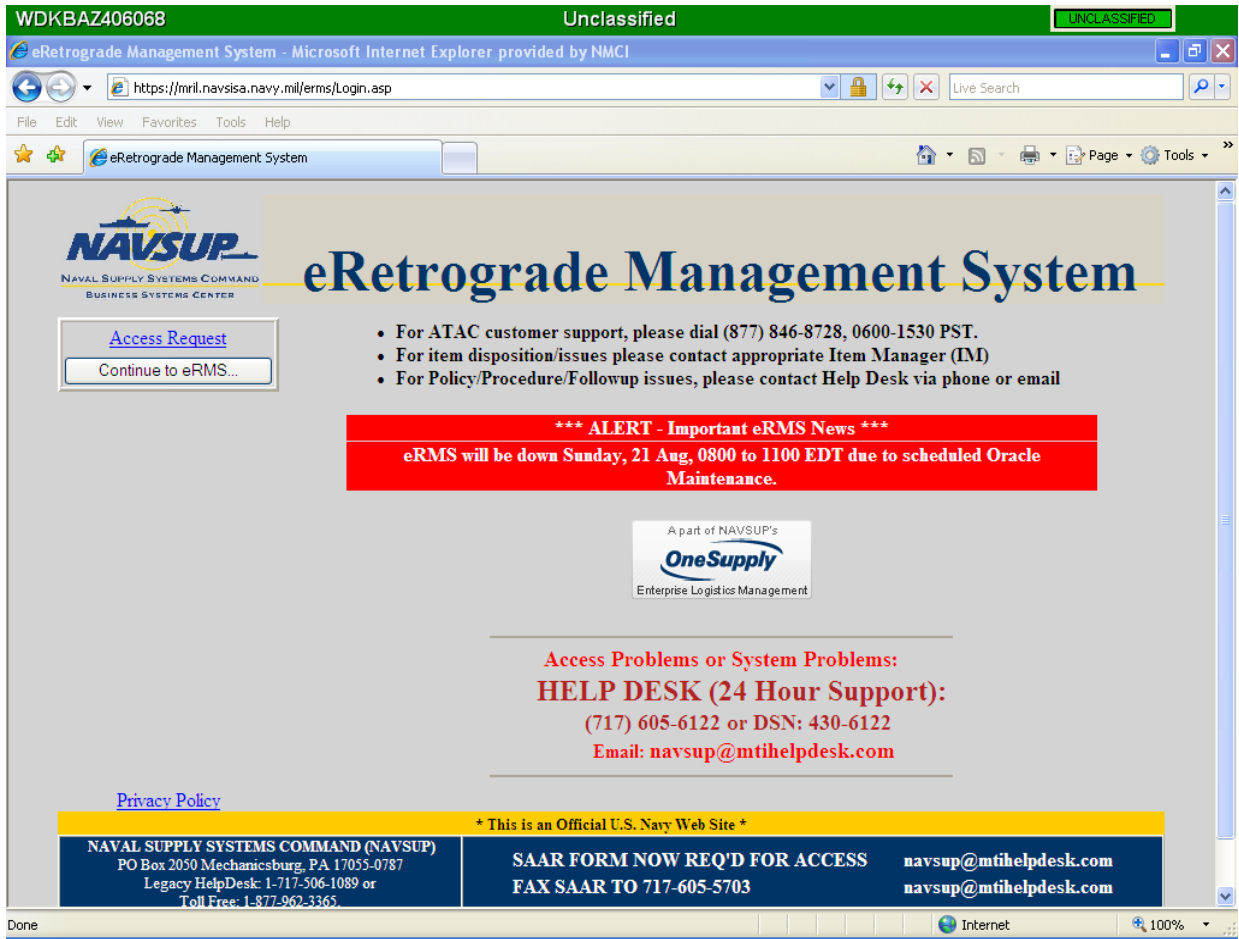 WDKBAZ406068 Unclassified UNCLASSIFIED
eRetrograde Management System - Microsoft Internet Explorer provided by NMCI
https://mril.navsisa.navy.mil/erms/Login.asp Live Search
File Edit View Favorites Tools Help
eRetrograde Management System Page Tools »
NAVSUP
NAVAL SUPPLY SYSTEMS COMMAND
BUSINESS SYSTEMS CENTER
eRetrograde Management System
Access Request
Continue to eRMS...
• For ATAC customer support, please dial (877) 846-8728, 0600-1530 PST.
• For item disposition/issues please contact appropriate Item Manager (IM)
• For Policy/Procedure/Followup issues, please contact Help Desk via phone or email
*** ALERT - Important eRMS News ***
eRMS will be down Sunday, 21 Aug, 0800 to 1100 EDT due to scheduled Oracle
Maintenance.
A part of NAVSUP's
OneSupply
Enterprise Logistics Management
Access Problems or System Problems:
HELP DESK (24 Hour Support):
(717) 605-6122 or DSN: 430-6122
Email: navsup@mtihelpdesk.com
Privacy Policy
* This is an Official U.S. Navy Web Site *
NAVAL SUPPLY SYSTEMS COMMAND (NAVSUP)
PO Box 2050 Mechanicsburg, PA 17055-0787
Legacy HelpDesk: 1-717-506-1089 or
Toll Free: 1-877-962-3365.
SAAR FORM NOW REQ'D FOR ACCESS navsup@mtihelpdesk.com
FAX SAAR TO 717-605-5703 navsup@mtihelpdesk.com
Done Internet 100%